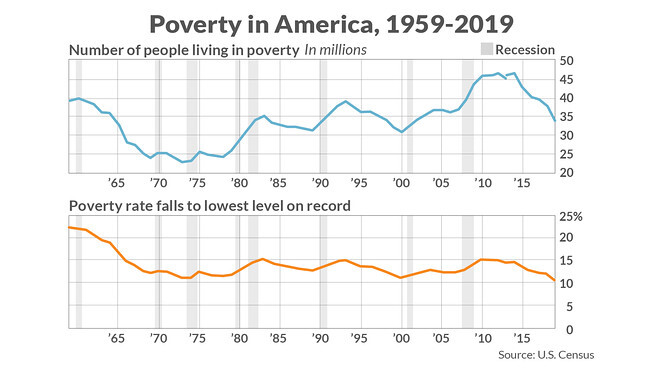 Poverty in America, 1959-2019
Number of people living in poverty In millions
Recession
50
45
40
35
30
25
20
'65 '70 '75 '80 '85 '90 '95 '00 '05 '10 '15
Poverty rate falls to lowest level on record
25%
20
15
10
5
0
'65 '70 '75 '80 '85 '90 '95 '00 '05 '10 '15
Source: U.S. Census